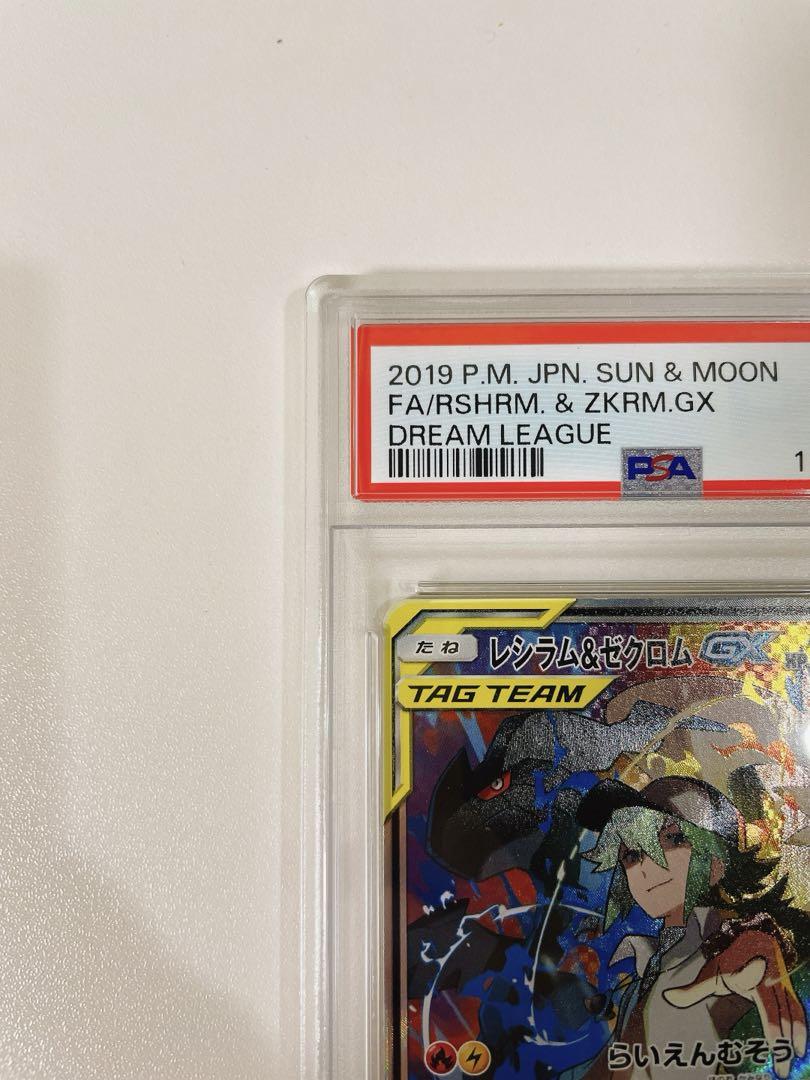 2019 P.M. JPN. SUN & MOON
FA/RSHRM. & ZKRM.GX
DREAM LEAGUE
PSA
1
たね レシラム&ゼクロム GX
TAG TEAM
らいえんむそう